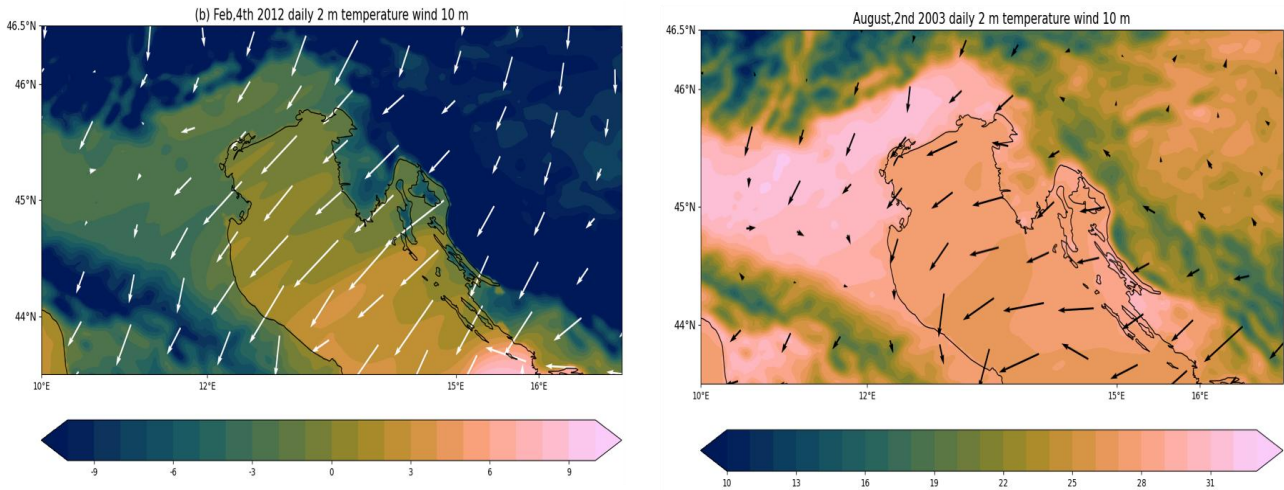 (b) Feb,4th 2012 daily 2 m temperature wind 10 m
46.5°N
46°N
45°N
44°N
10°E 12°E 15°E 16°E
-9 -6 -3 0 3 6 9
August,2nd 2003 daily 2 m temperature wind 10 m
46.5°N
46°N
45°N
44°N
10°E 12°E 15°E 16°E
10 13 16 19 22 25 28 31